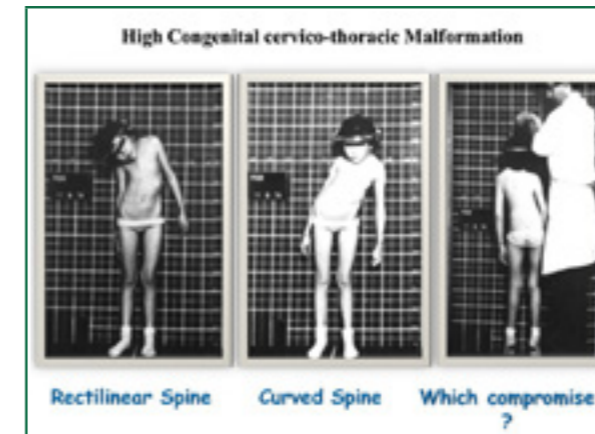 High Congenital cervico-thoracic Malformation
Rectilinear Spine
Curved Spine
Which compromise
?